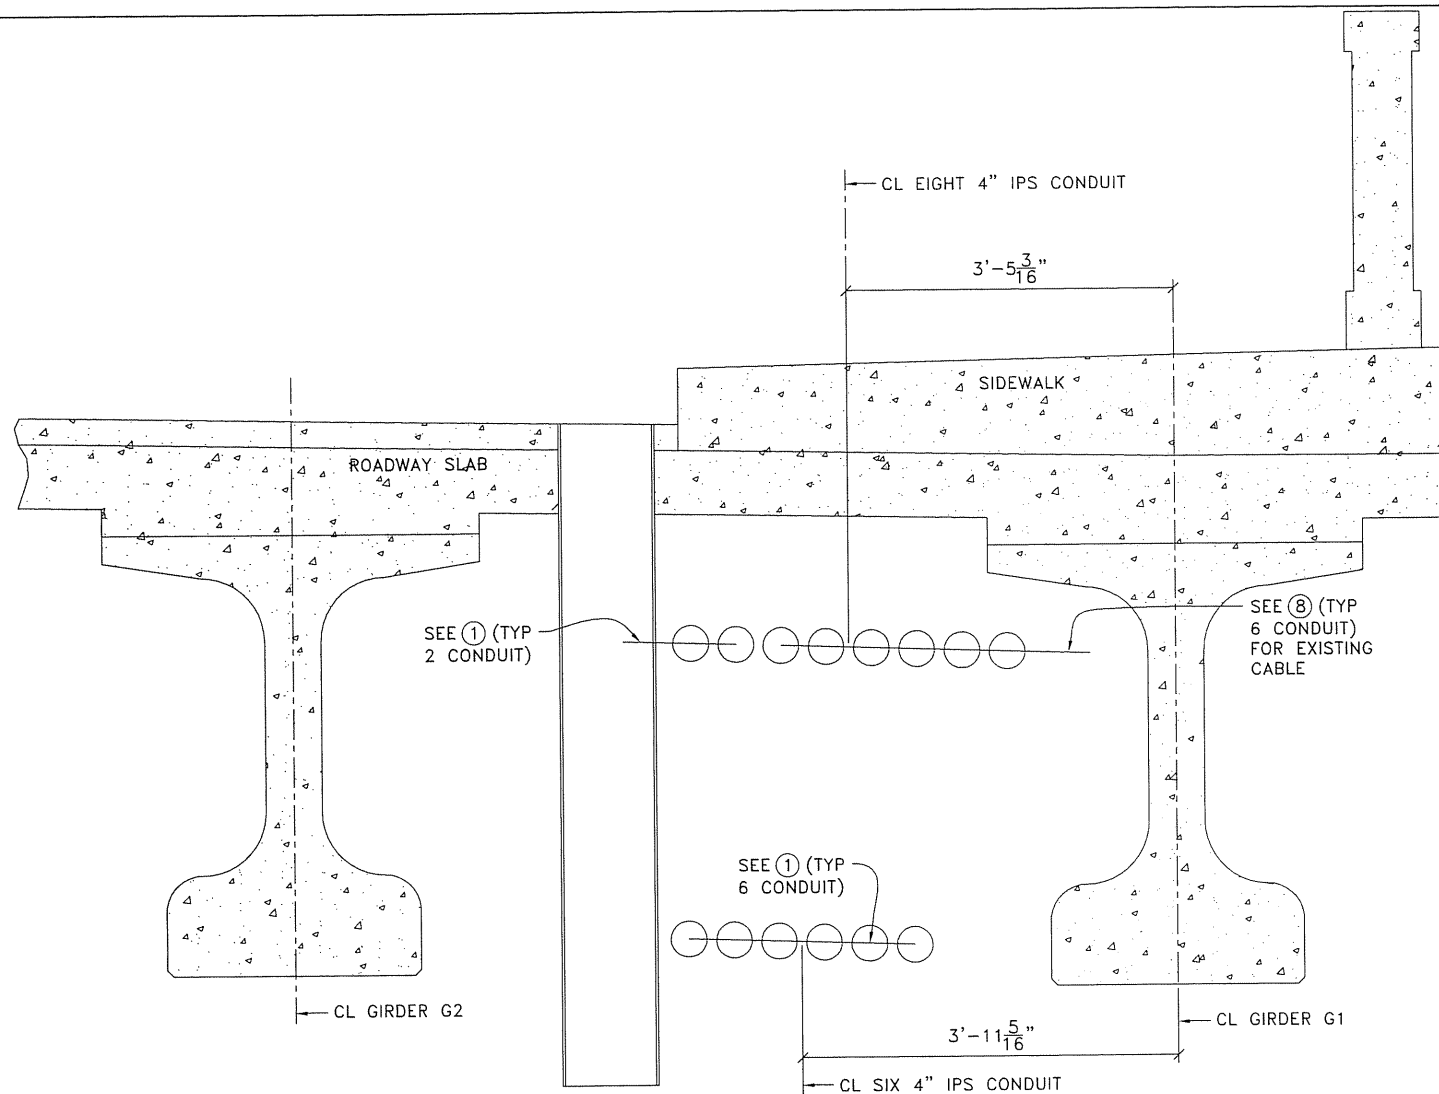 CL EIGHT 4" IPS CONDUIT
3'-5 3/16"
SIDEWALK
ROADWAY SLAB
SEE 1 (TYP
2 CONDUIT)
SEE 8 (TYP
6 CONDUIT)
FOR EXISTING
CABLE
SEE 1 (TYP
6 CONDUIT)
CL GIRDER G2
CL GIRDER G1
3'-11 5/16"
CL SIX 4" IPS CONDUIT